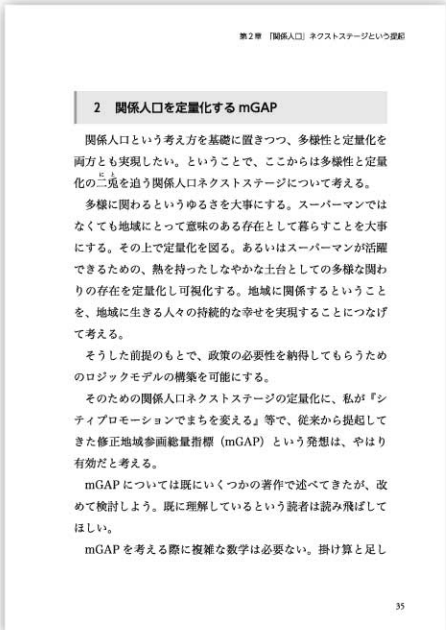 第2章 「関係人口」ネクストステージという提起
2 関係人口を定量化する mGAP
関係人口という考え方を基礎に置きつつ、多様性と定量化を
両方とも実現したい。ということで、ここからは多様性と定量
化の二兎を追う関係人口ネクストステージについて考える。
多様に関わるというゆるさを大事にする。スーパーマンでは
なくても地域にとって意味のある存在として暮らすことを大事
にする。その上で定量化を図る。あるいはスーパーマンが活躍
できるための、熱を持ったしなやかな土台としての多様な関わ
りの存在を定量化し可視化する。地域に関係するということ
を、地域に生きる人々の持続的な幸せを実現することにつなげ
て考える。
そうした前提のもとで、政策の必要性を納得してもらうため
のロジックモデルの構築を可能にする。
そのための関係人口ネクストステージの定量化に、私が『シ
ティプロモーションでまちを変える』等で、従来から提起して
きた修正地域参画総量指標（mGAP）という発想は、やはり
有効だと考える。
mGAP については既にいくつかの著作で述べてきたが、改
めて検討しよう。既に理解しているという読者は読み飛ばして
ほしい。
mGAP を考える際に複雑な数学は必要ない。掛け算と足し
35